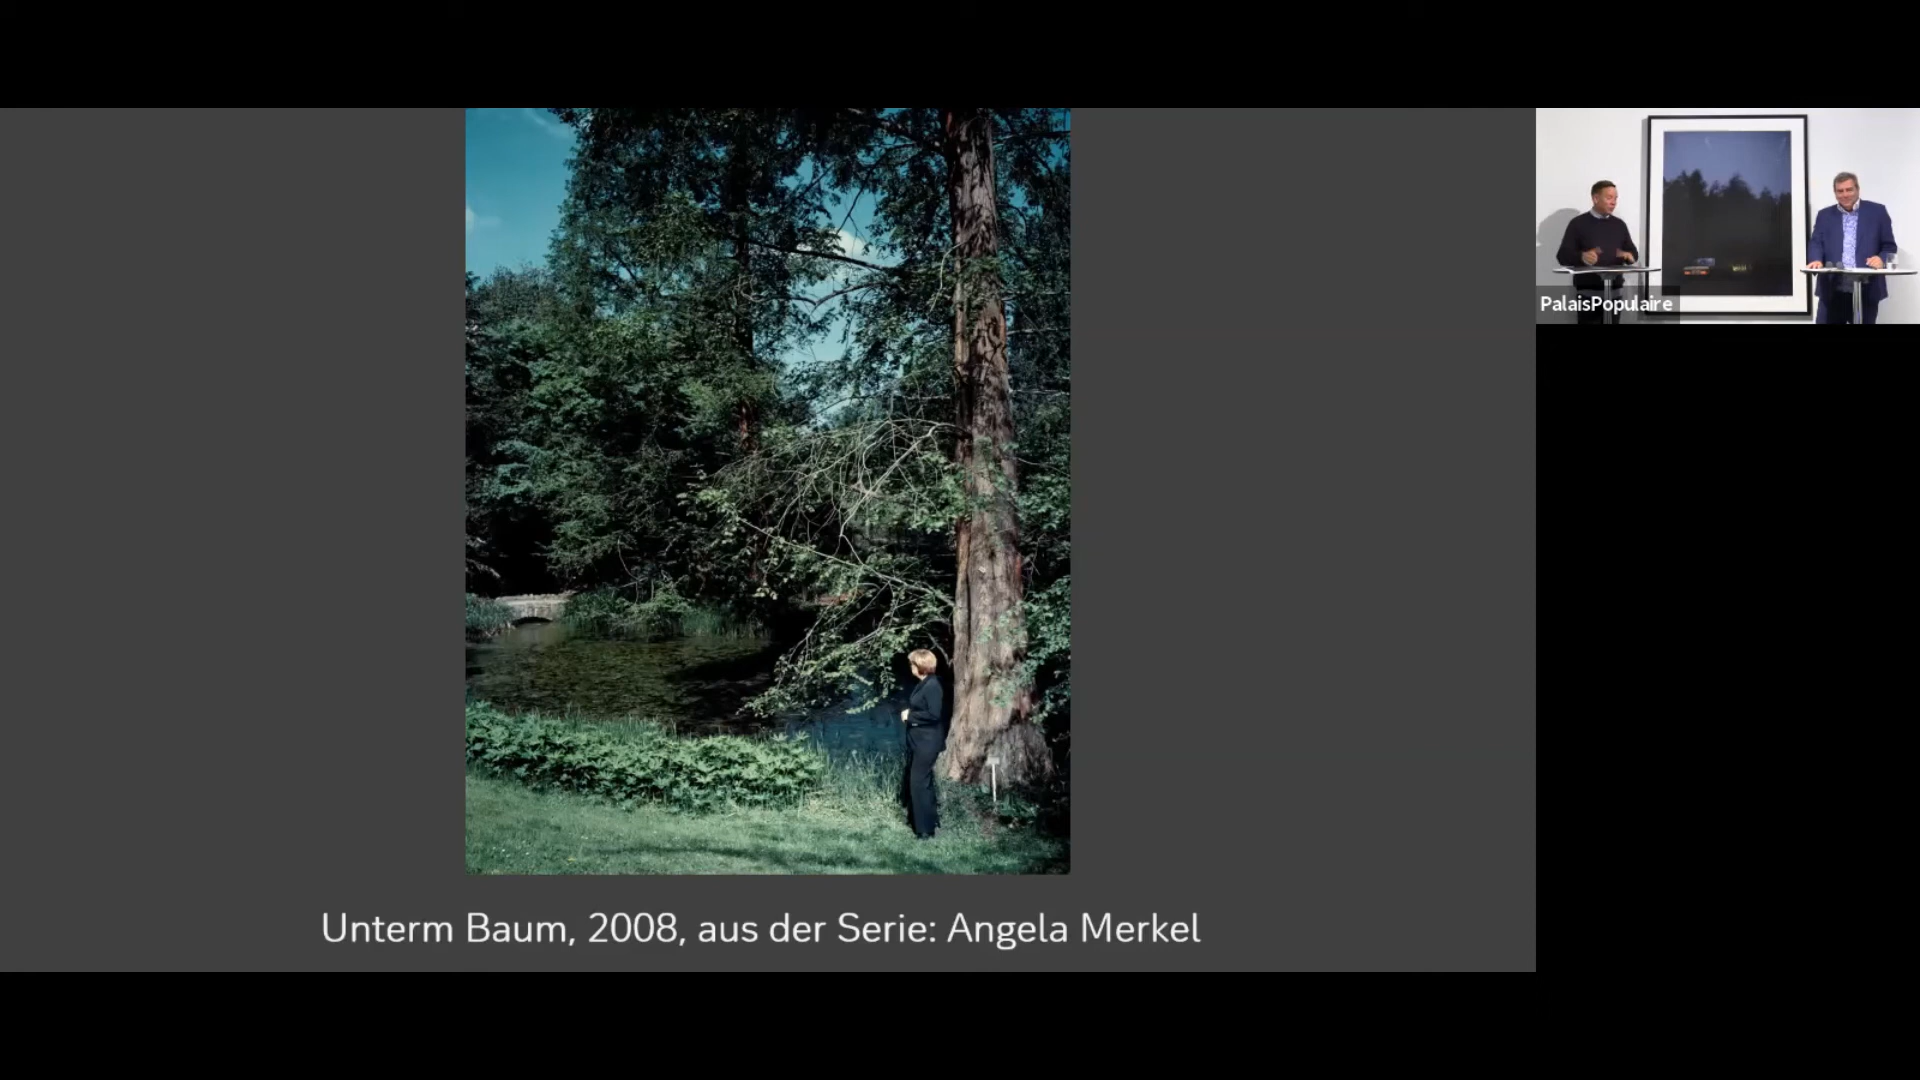 PalaisPopulaire
Unterm Baum, 2008, aus der Serie: Angela Merkel